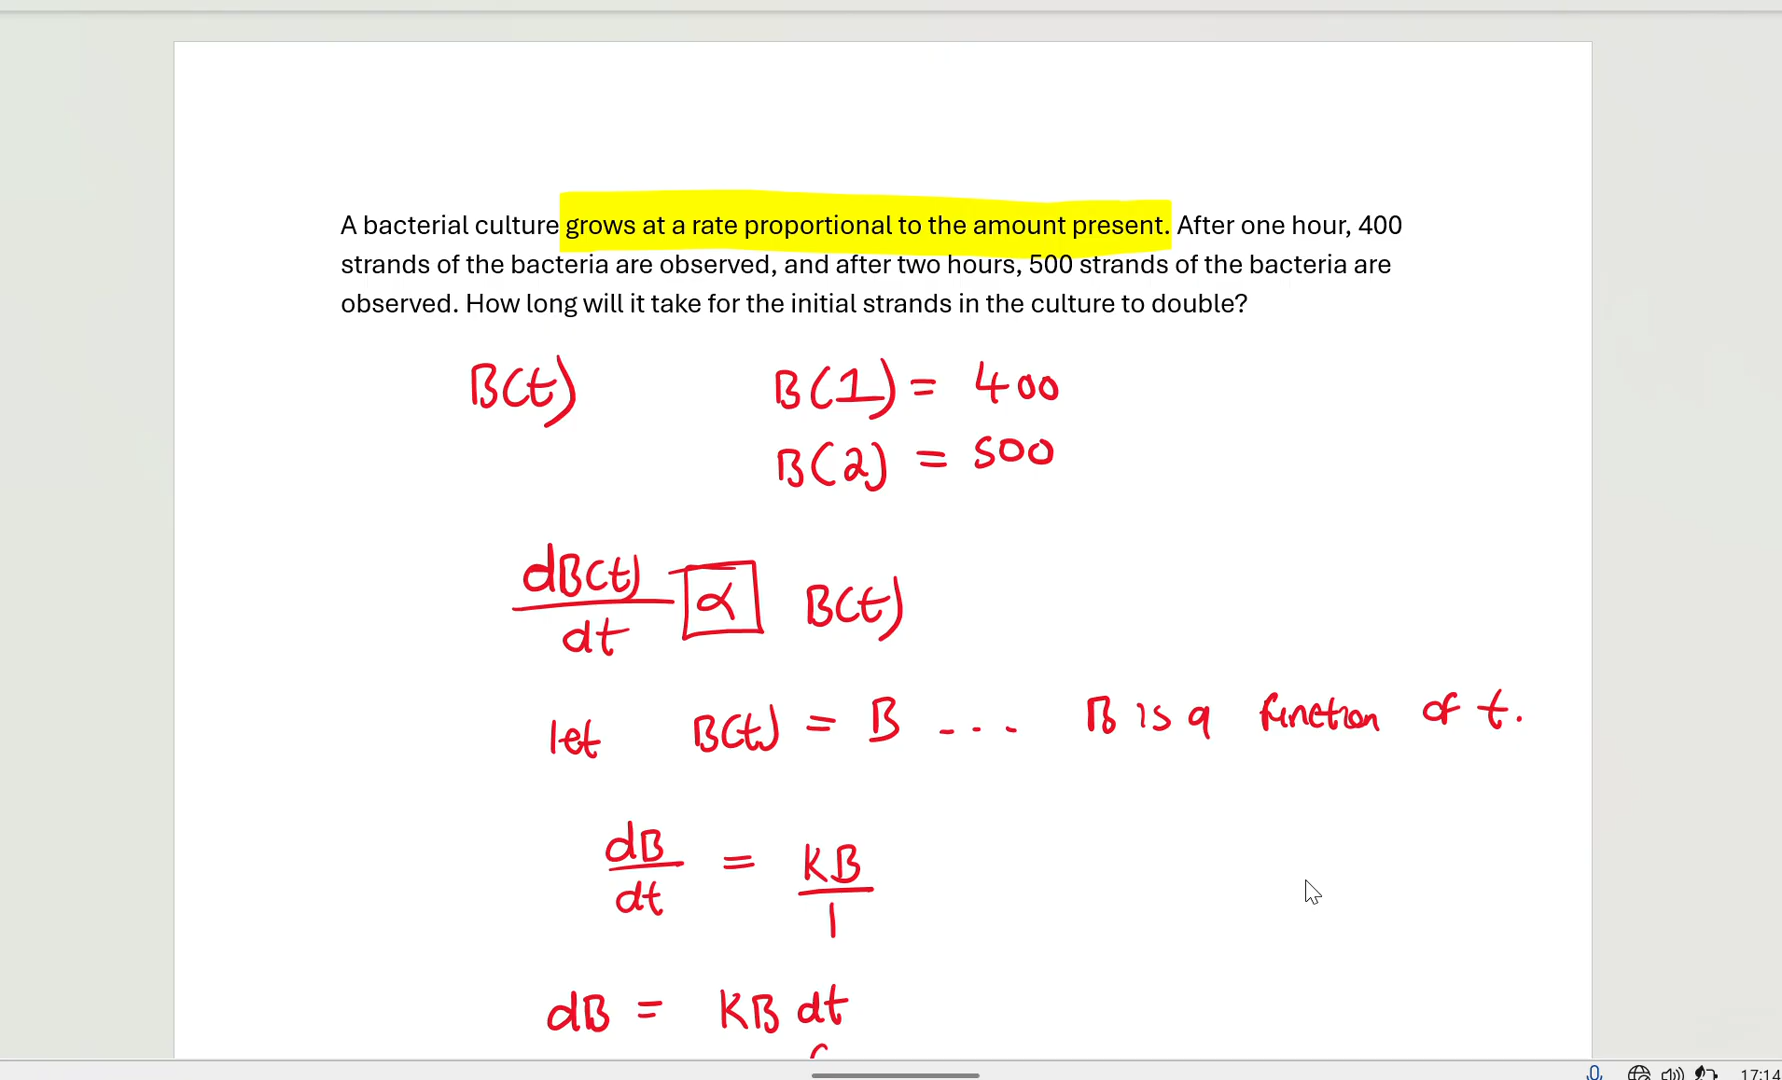 A bacterial culture grows at a rate proportional to the amount present. After one hour, 400
strands of the bacteria are observed, and after two hours, 500 strands of the bacteria are
observed. How long will it take for the initial strands in the culture to double?
B(t) B(1) = 400
B(2) = 500
dB(t)/dt α B(t)
let B(t) = B ... B is a function of t.
dB/dt = KB/1
dB = KB dt
17:14